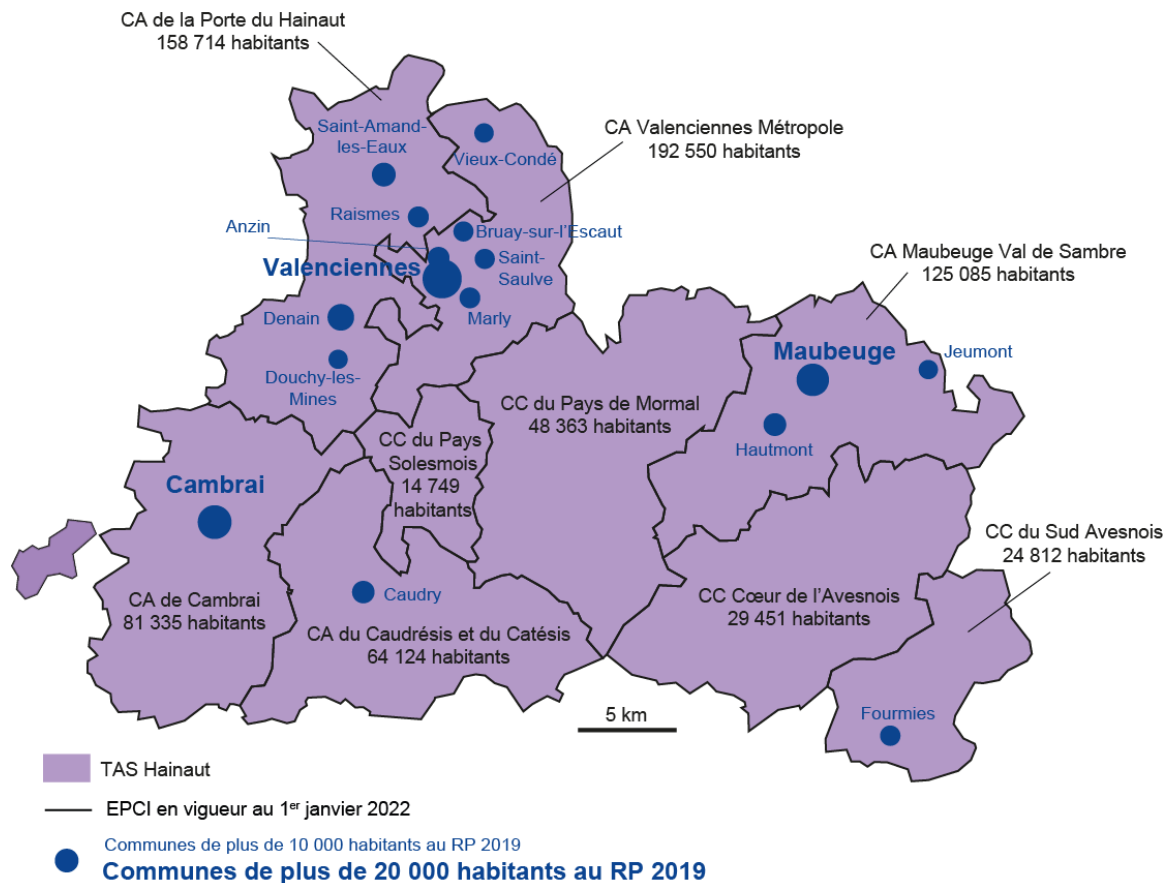 CA de la Porte du Hainaut
158 714 habitants
CA Valenciennes Métropole
192 550 habitants
Saint-Amand-
les-Eaux
Vieux-Condé
Raismes
Anzin
Bruay-sur-l'Escaut
Valenciennes
Saint-
Saulve
Marly
Denain
Douchy-les-
Mines
CA Maubeuge Val de Sambre
125 085 habitants
Maubeuge
Jeumont
Hautmont
CC du Pays de Mormal
48 363 habitants
CC du Pays
Solesmois
14 749
habitants
Cambrai
CA de Cambrai
81 335 habitants
Caudry
CA du Caudrésis et du Catésis
64 124 habitants
CC du Sud Avesnois
24 812 habitants
CC Cœur de l'Avesnois
29 451 habitants
Fourmies
5 km
TAS Hainaut
EPCI en vigueur au 1er janvier 2022
Communes de plus de 10 000 habitants au RP 2019
Communes de plus de 20 000 habitants au RP 2019